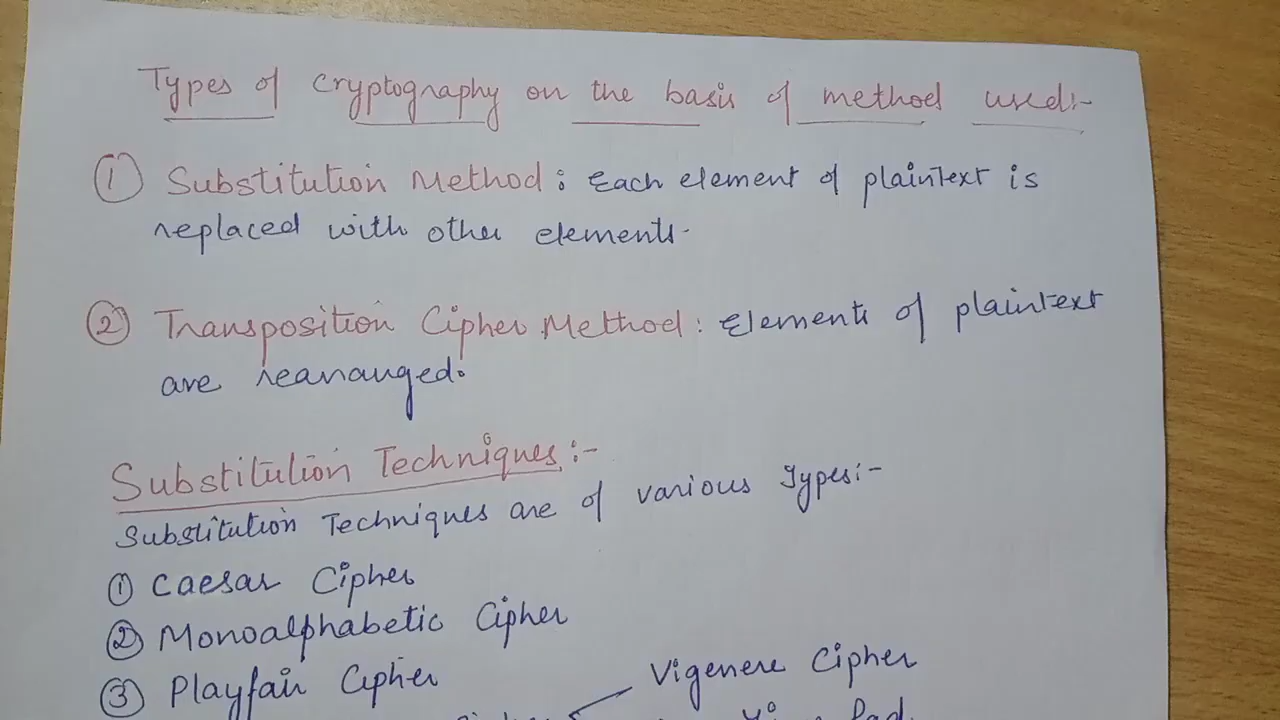 Types of Cryptography on the basis of method used:-
① Substitution Method: Each element of plaintext is
replaced with other elements.
② Transposition Cipher Method: Elements of plaintext
are rearranged.
Substitution Techniques:-
Substitution Techniques are of various Types:-
① Caesar Cipher
② Monoalphabetic Cipher
③ Playfair Cipher
Vigenere Cipher
Pad